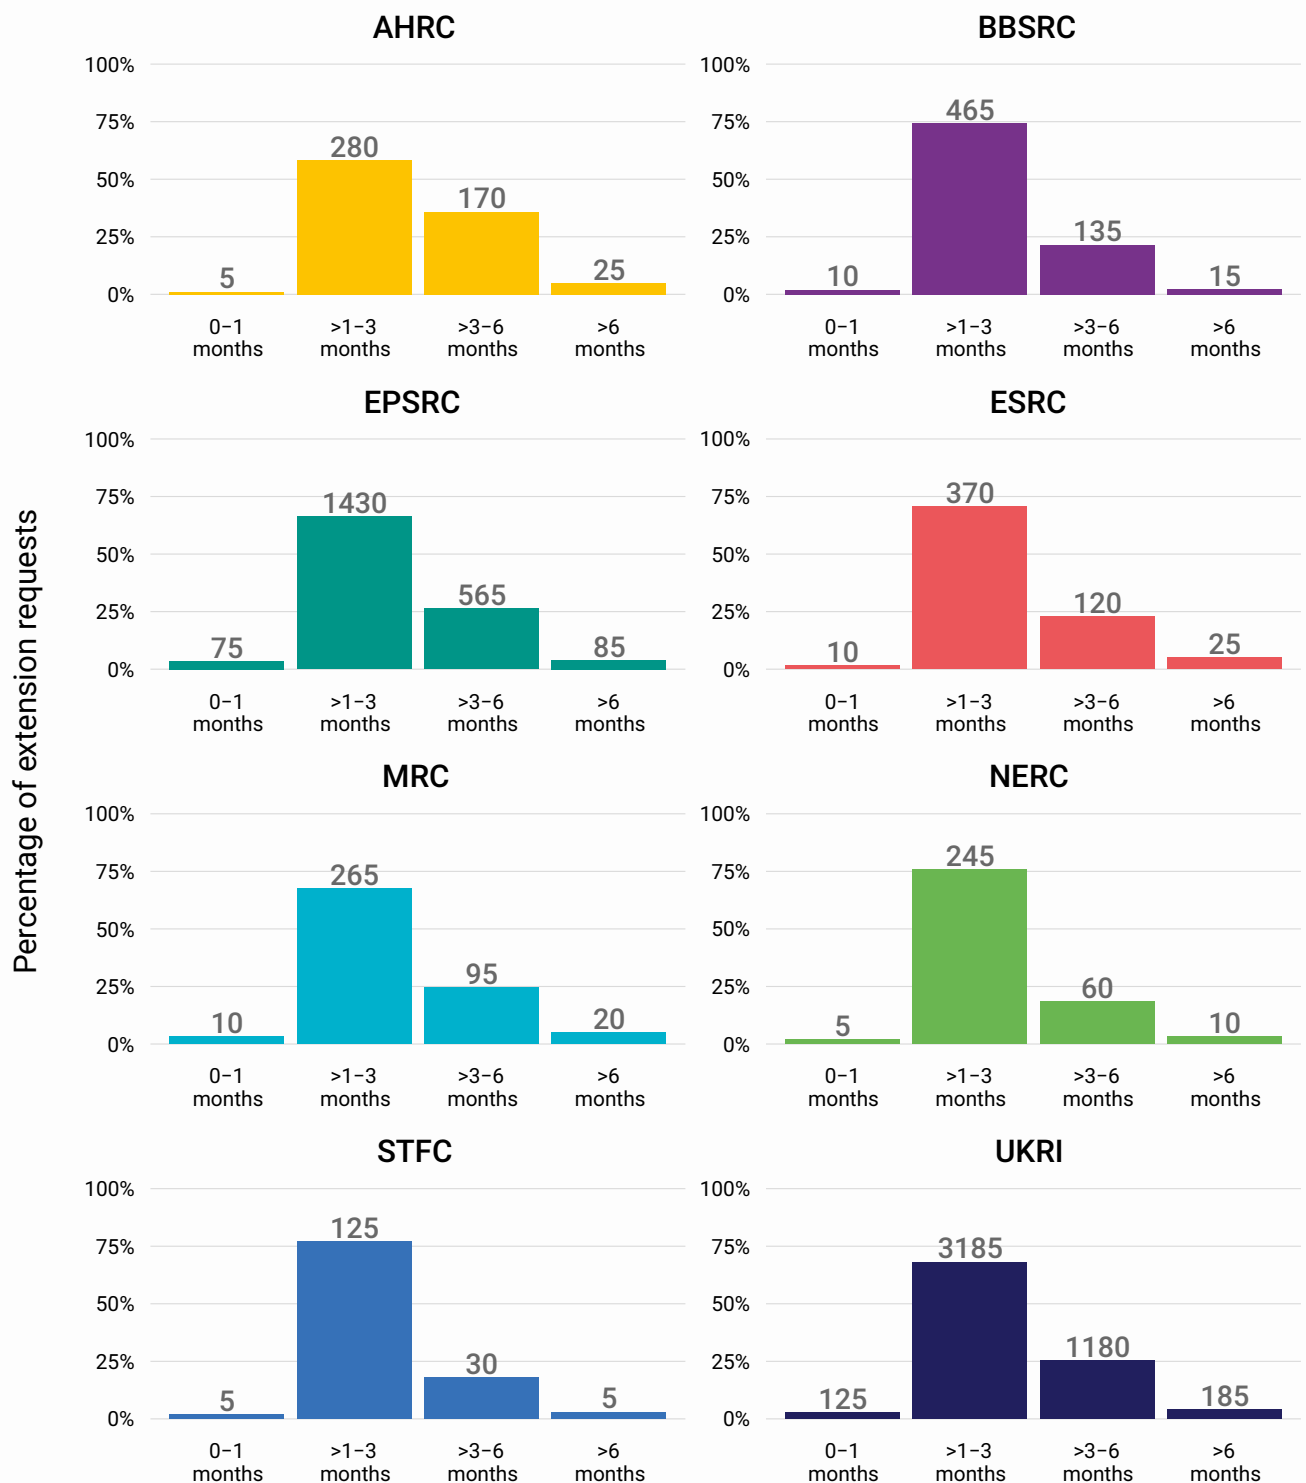 Percentage of extension requests
AHRC
100%
75%
50%
25%
0%
5
280
170
25
0–1 months
>1–3 months
>3–6 months
>6 months
BBSRC
100%
75%
50%
25%
0%
10
465
135
15
0–1 months
>1–3 months
>3–6 months
>6 months
EPSRC
100%
75%
50%
25%
0%
75
1430
565
85
0–1 months
>1–3 months
>3–6 months
>6 months
ESRC
100%
75%
50%
25%
0%
10
370
120
25
0–1 months
>1–3 months
>3–6 months
>6 months
MRC
100%
75%
50%
25%
0%
10
265
95
20
0–1 months
>1–3 months
>3–6 months
>6 months
NERC
100%
75%
50%
25%
0%
5
245
60
10
0–1 months
>1–3 months
>3–6 months
>6 months
STFC
100%
75%
50%
25%
0%
5
125
30
5
0–1 months
>1–3 months
>3–6 months
>6 months
UKRI
100%
75%
50%
25%
0%
125
3185
1180
185
0–1 months
>1–3 months
>3–6 months
>6 months